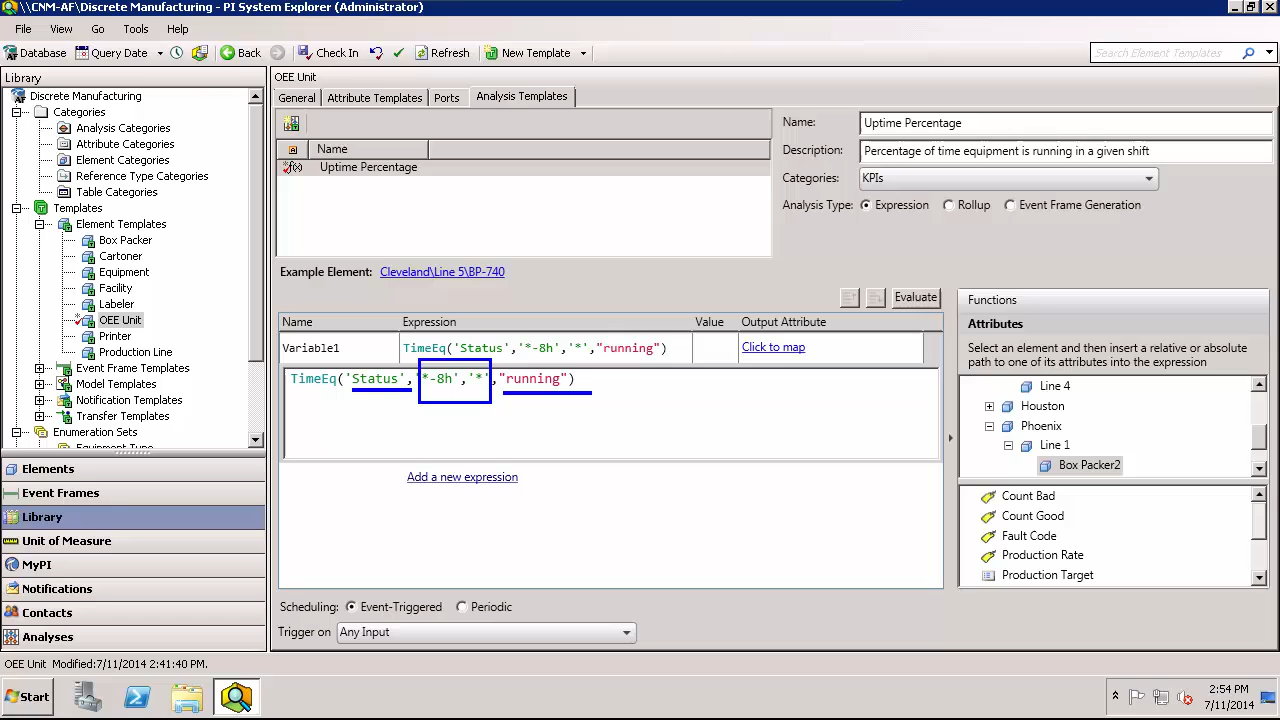 \\CNM-AF\Discrete Manufacturing - PI System Explorer (Administrator)
File View Go Tools Help
Database Query Date Back Check In Refresh New Template Search Element Templates
Library
Discrete Manufacturing
Categories
Analysis Categories
Attribute Categories
Element Categories
Reference Type Categories
Table Categories
Templates
Element Templates
Box Packer
Cartoner
Equipment
Facility
Labeler
OEE Unit
Printer
Production Line
Event Frame Templates
Model Templates
Notification Templates
Transfer Templates
Enumeration Sets
Equipment Type
Elements
Event Frames
Library
Unit of Measure
MyPI
Notifications
Contacts
Analyses
OEE Unit
General Attribute Templates Ports Analysis Templates
Name
f(x) Uptime Percentage
Name: Uptime Percentage
Description: Percentage of time equipment is running in a given shift
Categories: KPIs
Analysis Type: Expression Rollup Event Frame Generation
Example Element: Cleveland\Line 5\BP-740
Evaluate
Name Expression Value Output Attribute
Variable1 TimeEq('Status','*-8h','*',"running") Click to map
TimeEq('Status','*-8h','*',"running")
Add a new expression
Functions
Attributes
Select an element and then insert a relative or absolute
path to one of its attributes into the expression
Line 4
Houston
Phoenix
Line 1
Box Packer2
Count Bad
Count Good
Fault Code
Production Rate
Production Target
Scheduling: Event-Triggered Periodic
Trigger on Any Input
OEE Unit Modified:7/11/2014 2:41:40 PM.
Start
2:54 PM
7/11/2014